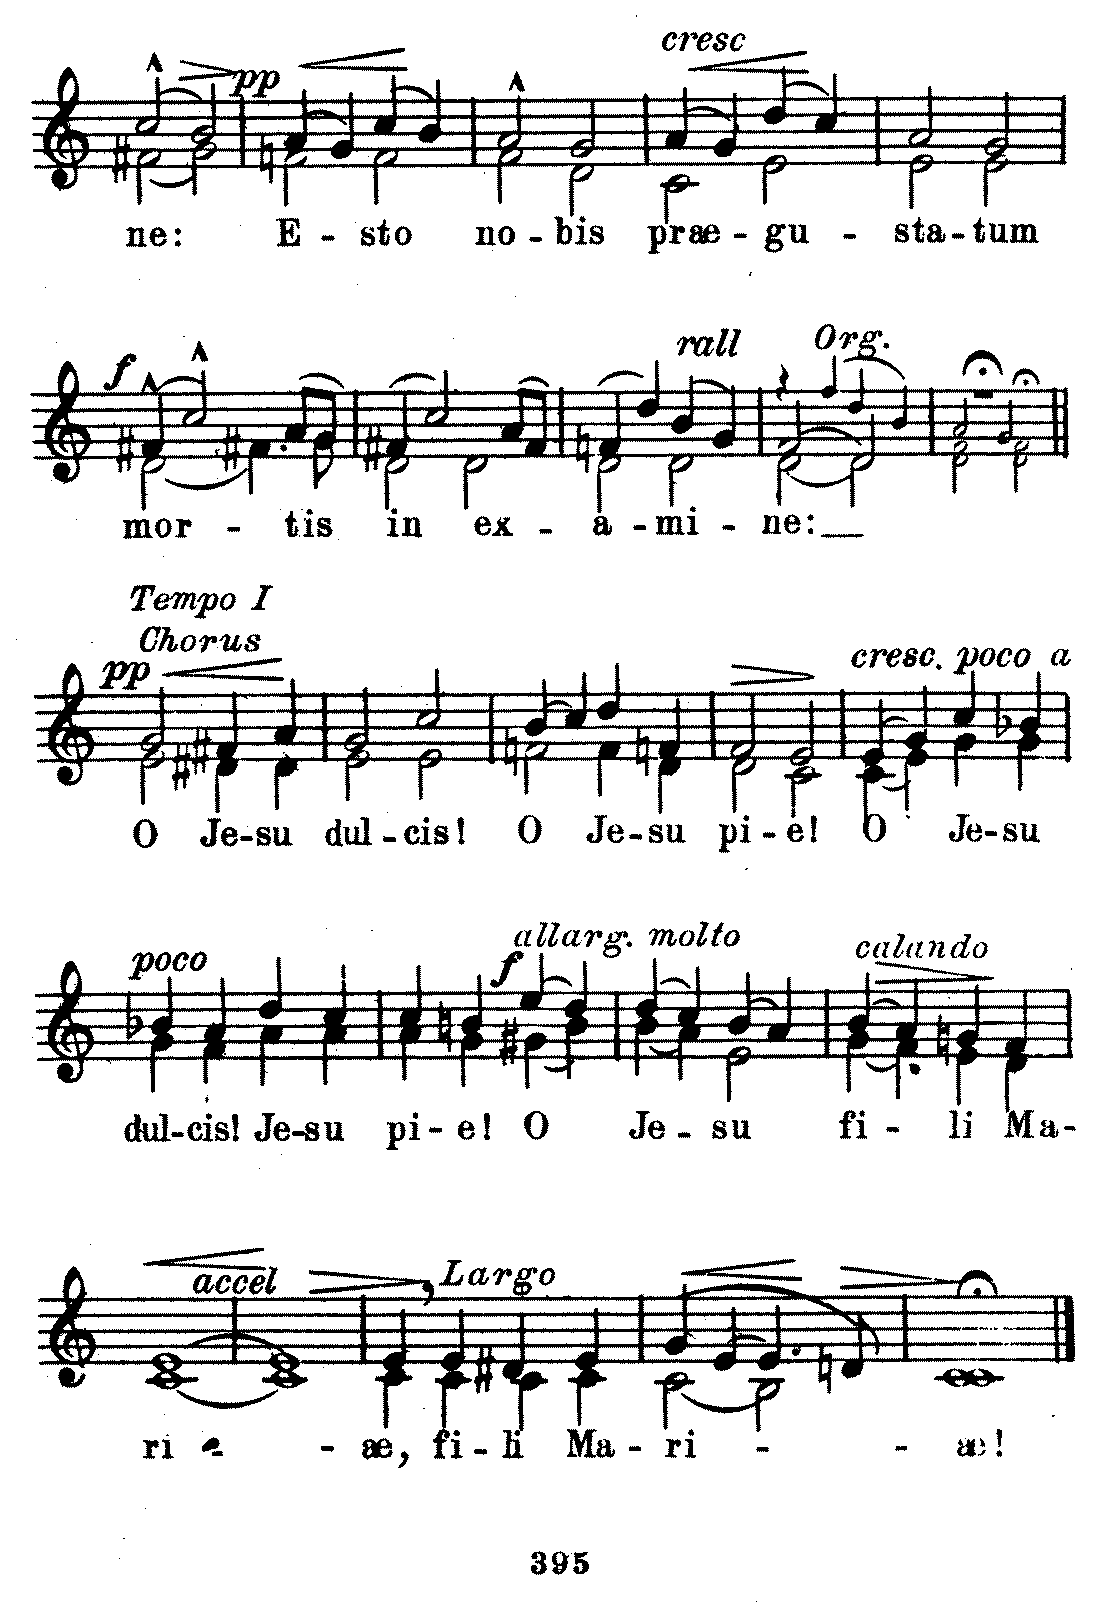 cresc
pp
ne: E - sto no - bis præ - gu - sta - tum
rall Org.
f
mor - tis in ex - a - mi - ne:__
Tempo I
Chorus
pp cresc. poco a
O Je-su dul-cis! O Je-su pi-e! O Je-su
poco allarg. molto calando
f
dul-cis! Je-su pi-e! O Je-su fi - li Ma-
accel Largo
ri - - æ, fi-li Ma-ri - - æ!
395